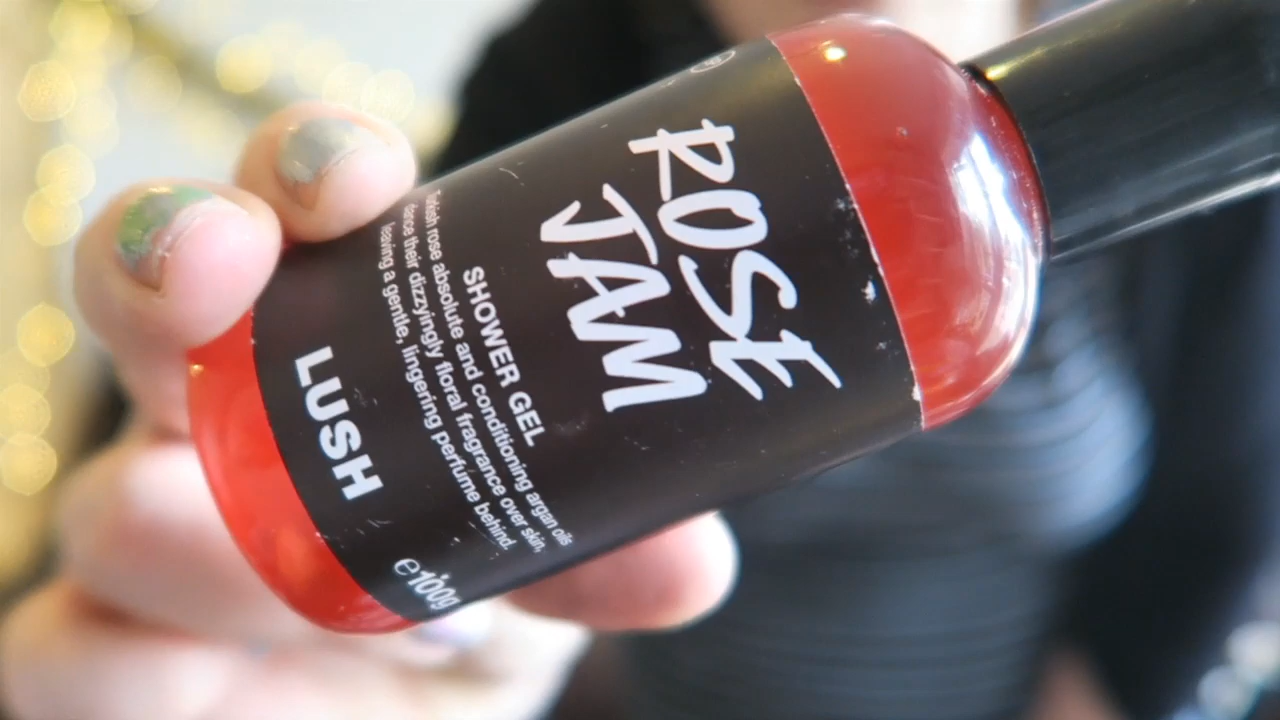 ROSE
JAM
SHOWER GEL
Turkish rose absolute and conditioning argan oils
dance their dizzyingly floral fragrance over skin,
leaving a gentle, lingering perfume behind.
LUSH
℮100g